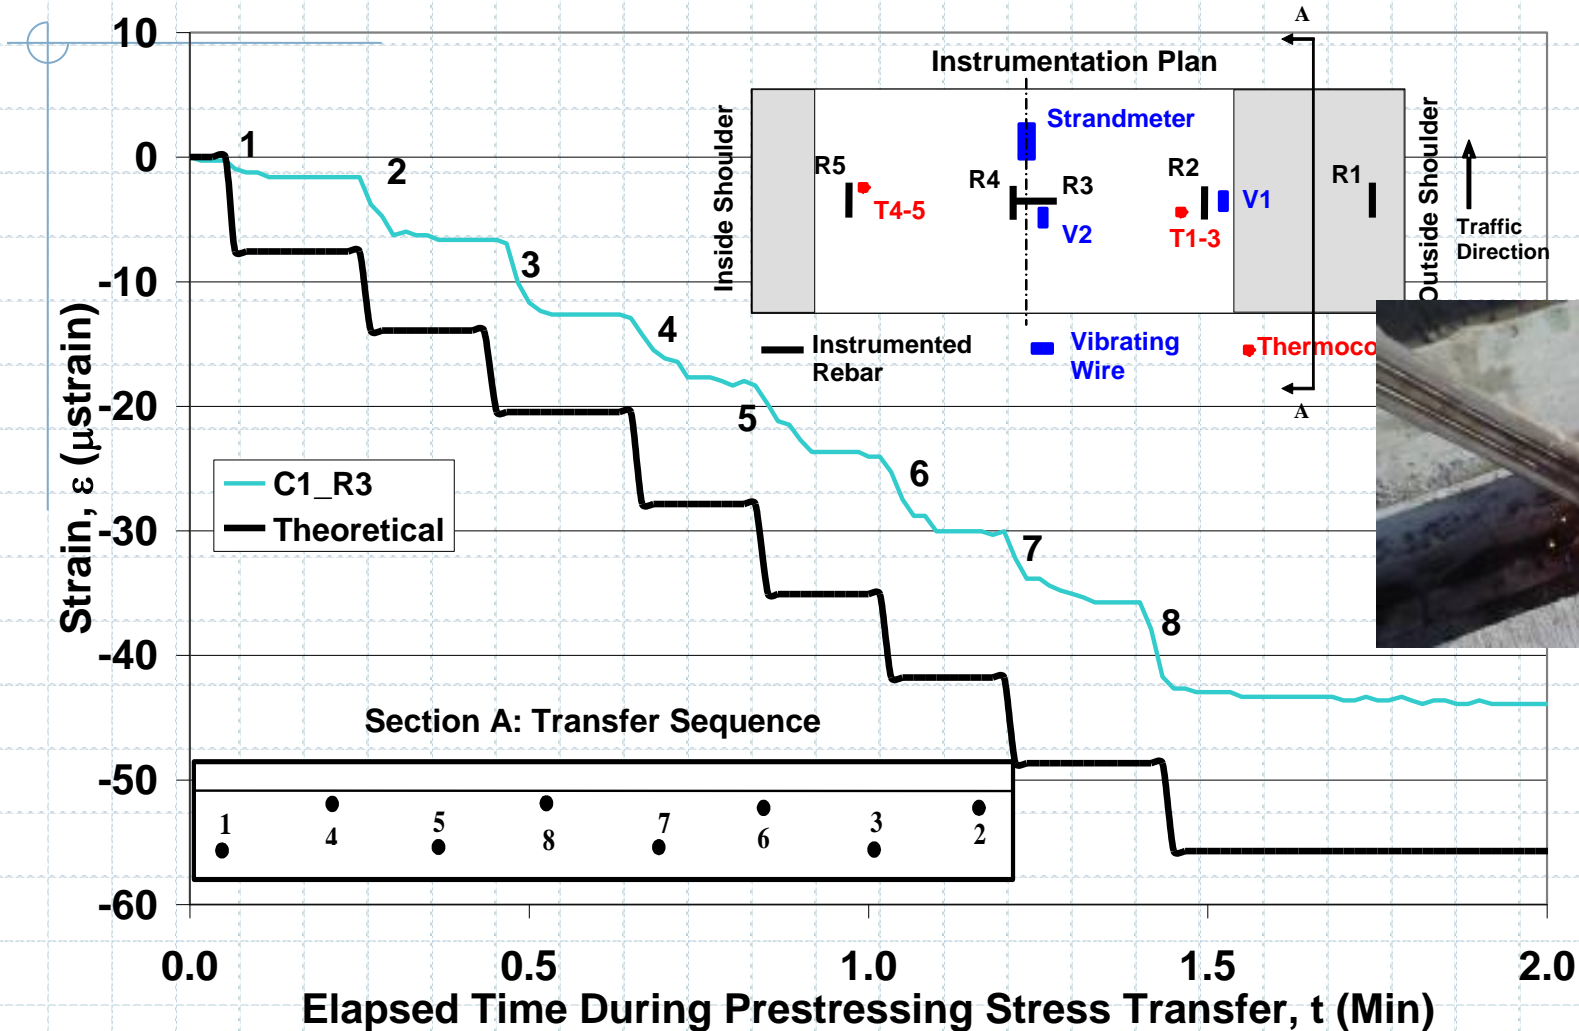 10
0
-10
-20
-30
-40
-50
-60
Strain, ε (μstrain)
0.0
0.5
1.0
1.5
2.0
Elapsed Time During Prestressing Stress Transfer, t (Min)
1
2
3
4
5
6
7
8
C1_R3
Theoretical
Instrumentation Plan
A
A
Inside Shoulder
Outside Shoulder
Strandmeter
R5
T4-5
R4
R3
V2
R2
V1
T1-3
R1
Traffic
Direction
Instrumented
Rebar
Vibrating
Wire
Thermoco
Section A: Transfer Sequence
1
4
5
8
7
6
3
2